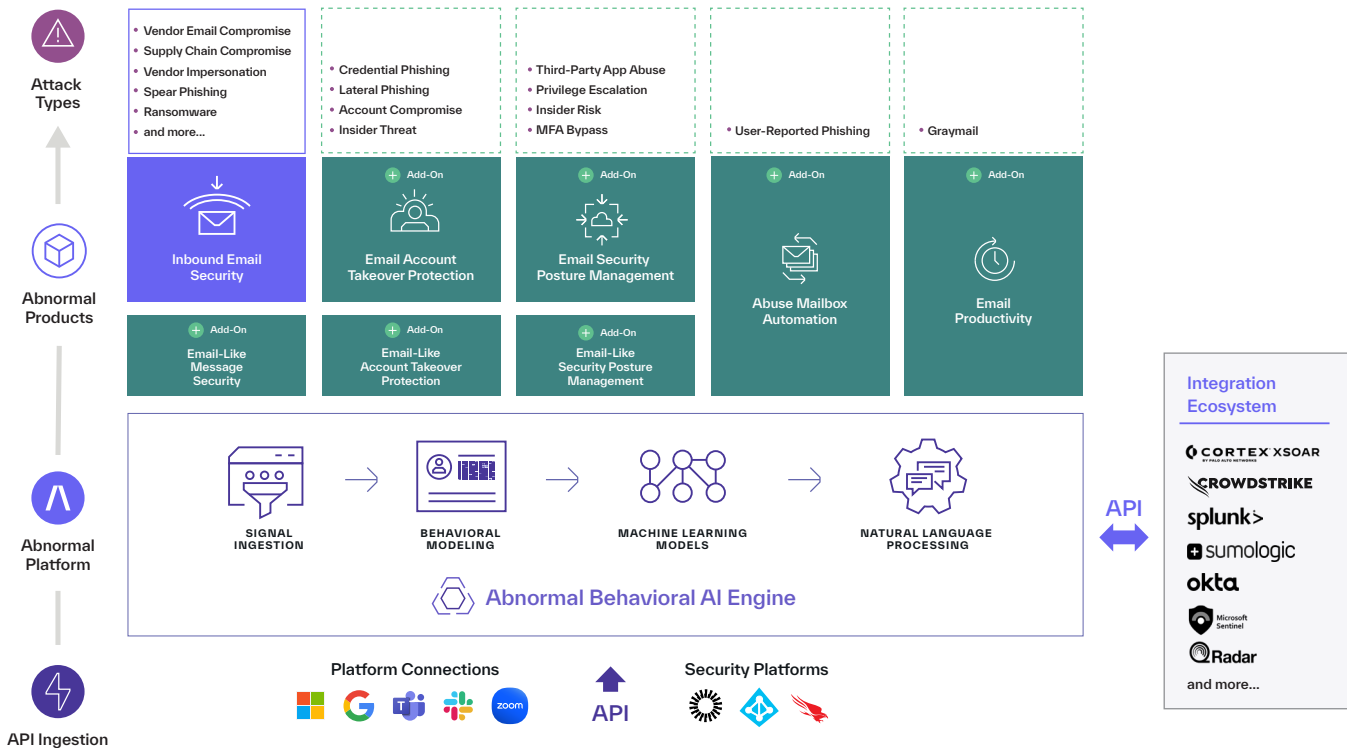 Attack
Types
• Vendor Email Compromise
• Supply Chain Compromise
• Vendor Impersonation
• Spear Phishing
• Ransomware
• and more...
• Credential Phishing
• Lateral Phishing
• Account Compromise
• Insider Threat
• Third-Party App Abuse
• Privilege Escalation
• Insider Risk
• MFA Bypass
• User-Reported Phishing
• Graymail
Abnormal
Products
Inbound Email
Security
+ Add-On
Email Account
Takeover Protection
+ Add-On
Email Security
Posture Management
+ Add-On
Abuse Mailbox
Automation
+ Add-On
Email
Productivity
+ Add-On
Email-Like
Message
Security
+ Add-On
Email-Like
Account Takeover
Protection
+ Add-On
Email-Like
Security Posture
Management
Abnormal
Platform
SIGNAL
INGESTION
BEHAVIORAL
MODELING
MACHINE LEARNING
MODELS
NATURAL LANGUAGE
PROCESSING
Abnormal Behavioral AI Engine
API
Integration
Ecosystem
CORTEX XSOAR
BY PALO ALTO NETWORKS
CROWDSTRIKE
splunk>
sumologic
okta
Microsoft
Sentinel
QRadar
and more...
API Ingestion
Platform Connections
T
zoom
API
Security Platforms